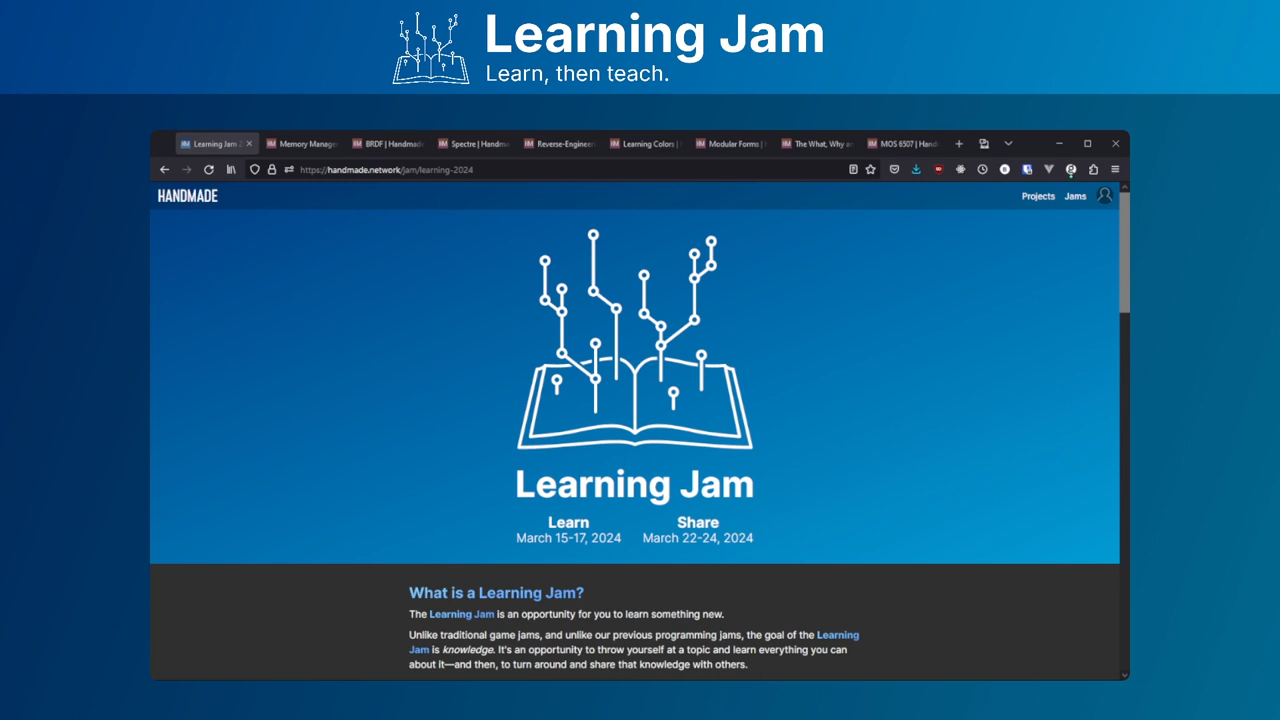 Learning Jam
Learn, then teach.
Learning Jam 2
Memory Manage
BRDF | Handmad
Spectre | Handm
Reverse-Engineer
Learning Colors |
Modular Forms |
The What, Why an
MOS 6507 | Hand
https://handmade.network/jam/learning-2024
HANDMADE
Projects
Jams
Learning Jam
Learn
March 15-17, 2024
Share
March 22-24, 2024
What is a Learning Jam?
The Learning Jam is an opportunity for you to learn something new.
Unlike traditional game jams, and unlike our previous programming jams, the goal of the Learning
Jam is knowledge. It's an opportunity to throw yourself at a topic and learn everything you can
about it—and then, to turn around and share that knowledge with others.